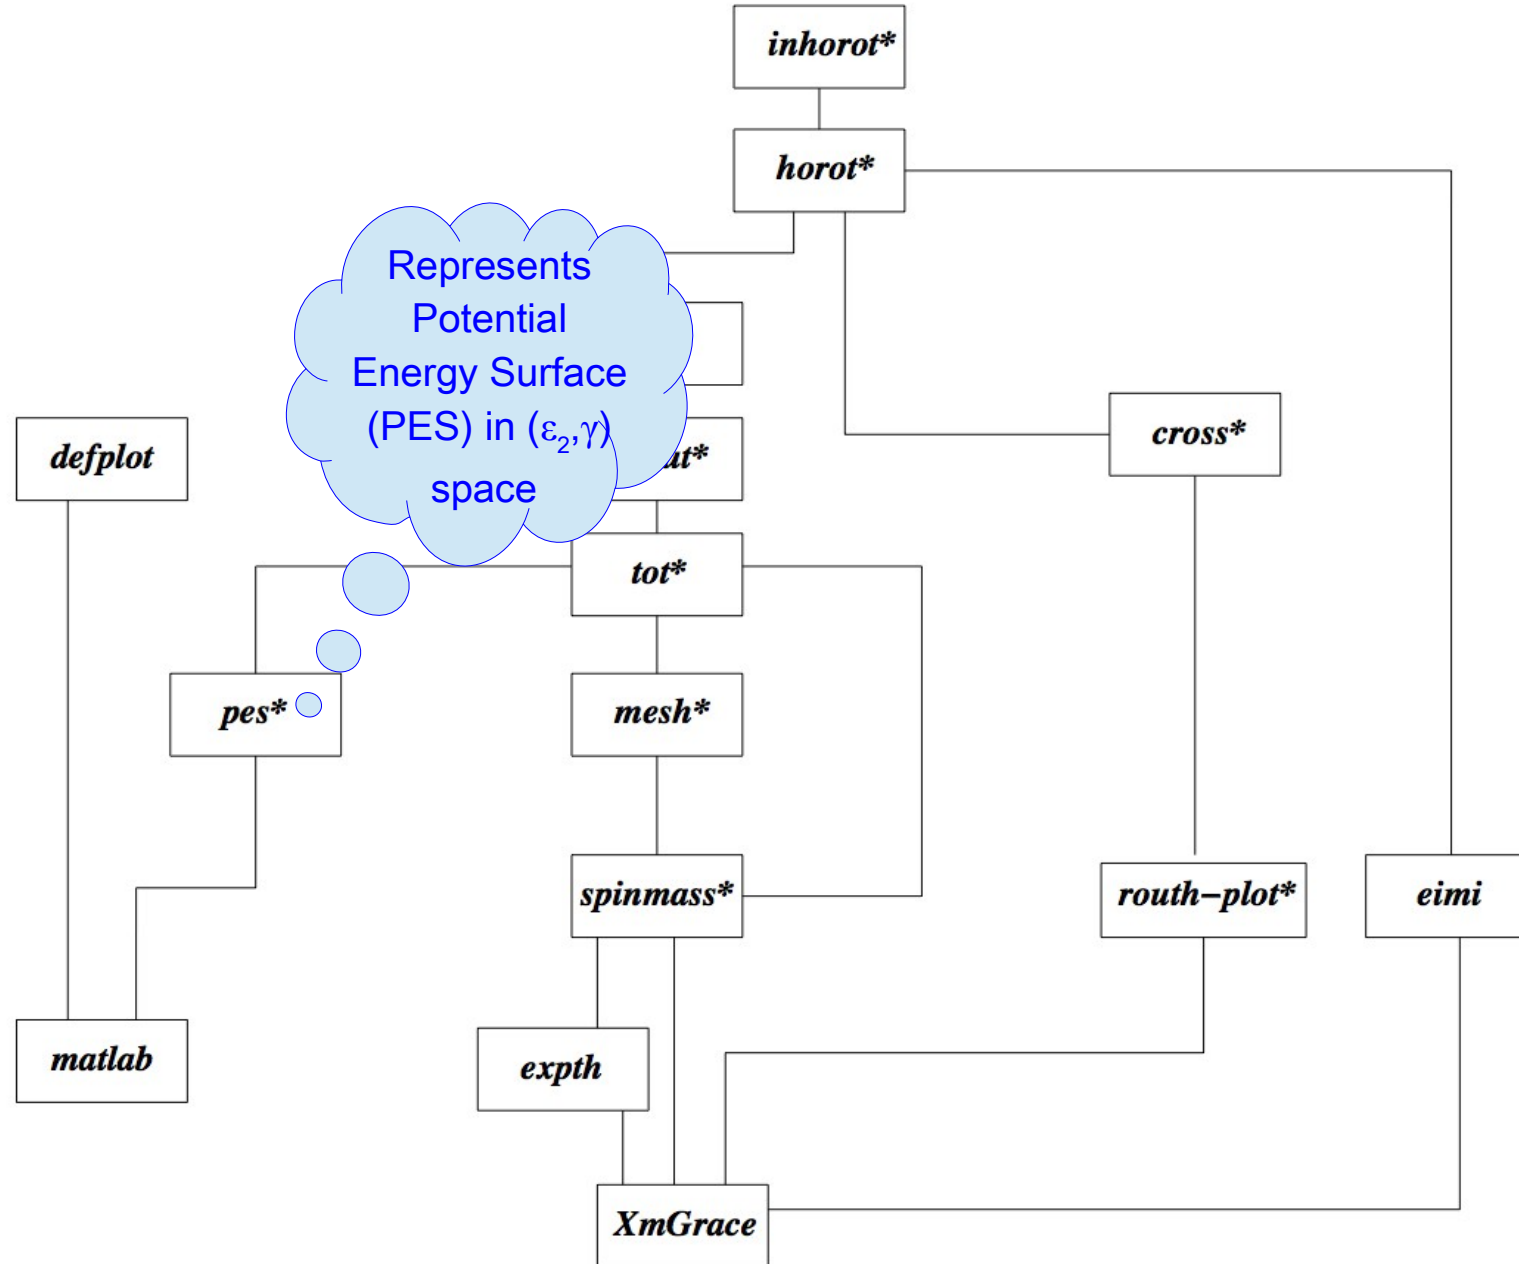 inhorot*
horot*
Represents
Potential
Energy Surface
(PES) in (ε₂,γ)
space
cross*
defplot
tot*
pes*
mesh*
spinmass*
routh−plot*
eimi
matlab
expth
XmGrace